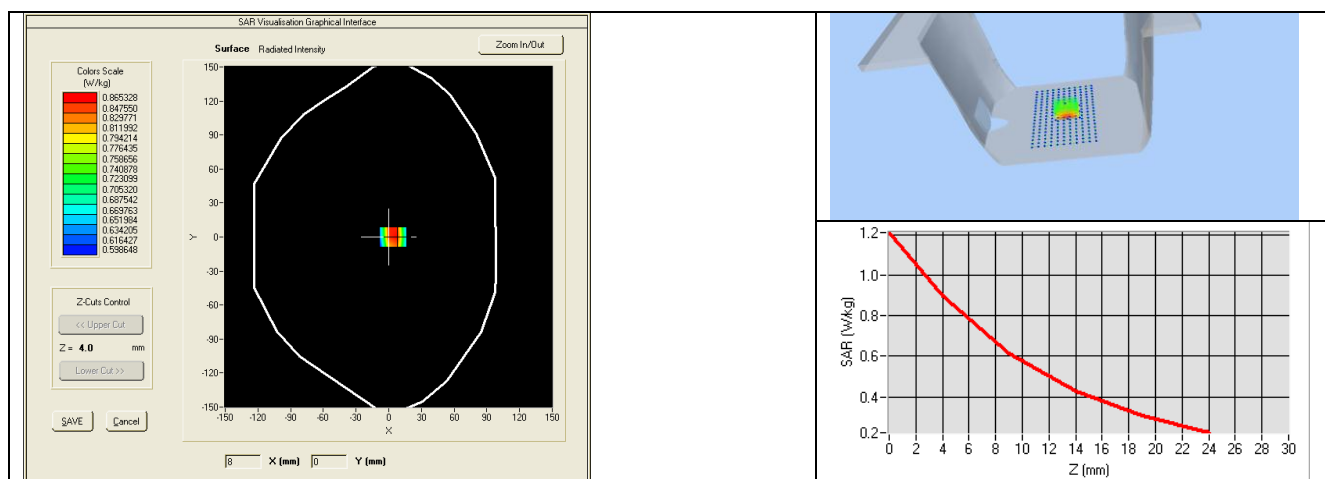 SAR Visualisation Graphical Interface
Surface Radiated Intensity
Zoom In/Out
Colors Scale
(W/kg)
0.865328
0.847550
0.829771
0.811992
0.794214
0.776435
0.758656
0.740878
0.723099
0.705320
0.687542
0.669763
0.651984
0.634205
0.616427
0.598648
Z-Cuts Control
<< Upper Cut
Z = 4.0 mm
Lower Cut >>
SAVE Cancel
150-
120-
90-
60-
30-
Y 0-
-30-
-60-
-90-
-120-
-150-
-150 -120 -90 -60 -30 0 30 60 90 120 150
X
8 X (mm) 0 Y (mm)
SAR (W/kg)
1.2-
1.0-
0.8-
0.6-
0.4-
0.2-
0 2 4 6 8 10 12 14 16 18 20 22 24 26 28 30
Z (mm)